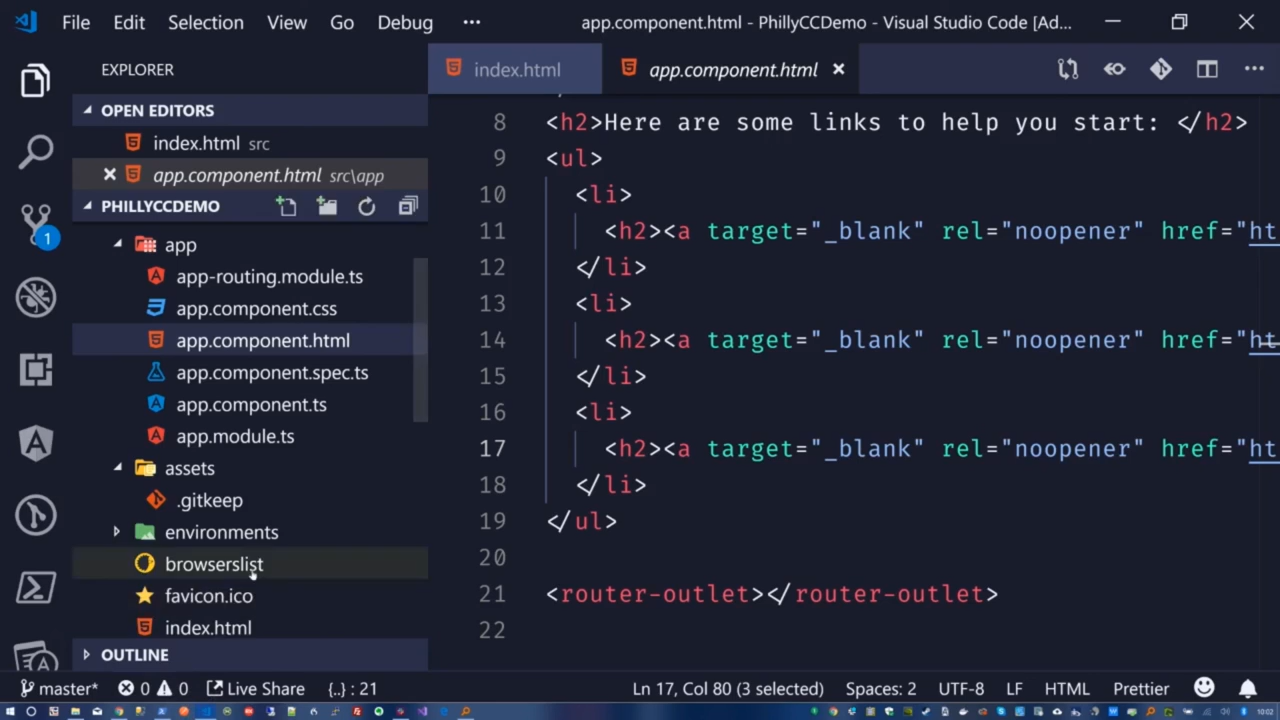 File Edit Selection View Go Debug ··· app.component.html - PhillyCCDemo - Visual Studio Code [Ad...
EXPLORER
OPEN EDITORS
index.html src
app.component.html src\app
PHILLYCCDEMO
app
app-routing.module.ts
app.component.css
app.component.html
app.component.spec.ts
app.component.ts
app.module.ts
assets
.gitkeep
environments
browserslist
favicon.ico
index.html
OUTLINE
1
index.html app.component.html
8 <h2>Here are some links to help you start: </h2>
9 <ul>
10 <li>
11 <h2><a target="_blank" rel="noopener" href="ht
12 </li>
13 <li>
14 <h2><a target="_blank" rel="noopener" href="ht
15 </li>
16 <li>
17 <h2><a target="_blank" rel="noopener" href="ht
18 </li>
19 </ul>
20
21 <router-outlet></router-outlet>
22
master* 0 0 Live Share {..} : 21 Ln 17, Col 80 (3 selected) Spaces: 2 UTF-8 LF HTML Prettier
10:02